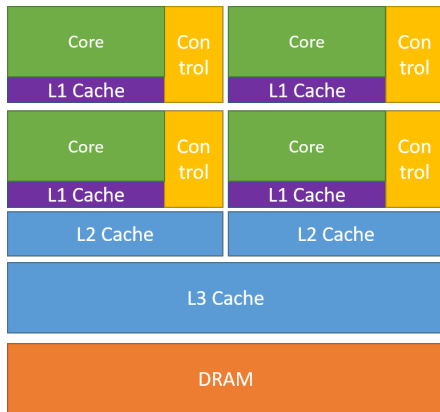 Core
Con
trol
L1 Cache
Core
Con
trol
L1 Cache
Core
Con
trol
L1 Cache
Core
Con
trol
L1 Cache
L2 Cache
L2 Cache
L3 Cache
DRAM